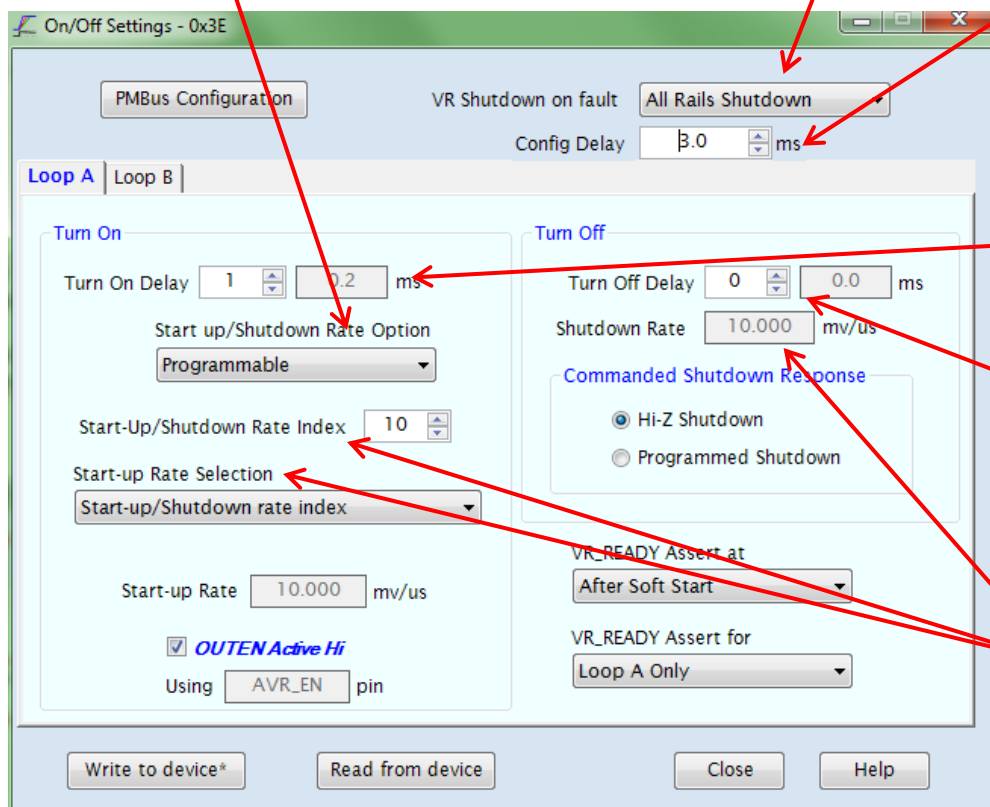 On/Off Settings - 0x3E
PMBus Configuration
VR Shutdown on fault All Rails Shutdown
Config Delay 3.0 ms
Loop A Loop B
Turn On
Turn On Delay 1 0.2 ms
Start up/Shutdown Rate Option
Programmable
Start-Up/Shutdown Rate Index 10
Start-up Rate Selection
Start-up/Shutdown rate index
Start-up Rate 10.000 mv/us
OUTEN Active Hi
Using AVR_EN pin
Turn Off
Turn Off Delay 0 0.0 ms
Shutdown Rate 10.000 mv/us
Commanded Shutdown Response
Hi-Z Shutdown
Programmed Shutdown
VR_READY Assert at
After Soft Start
VR_READY Assert for
Loop A Only
Write to device*
Read from device
Close
Help